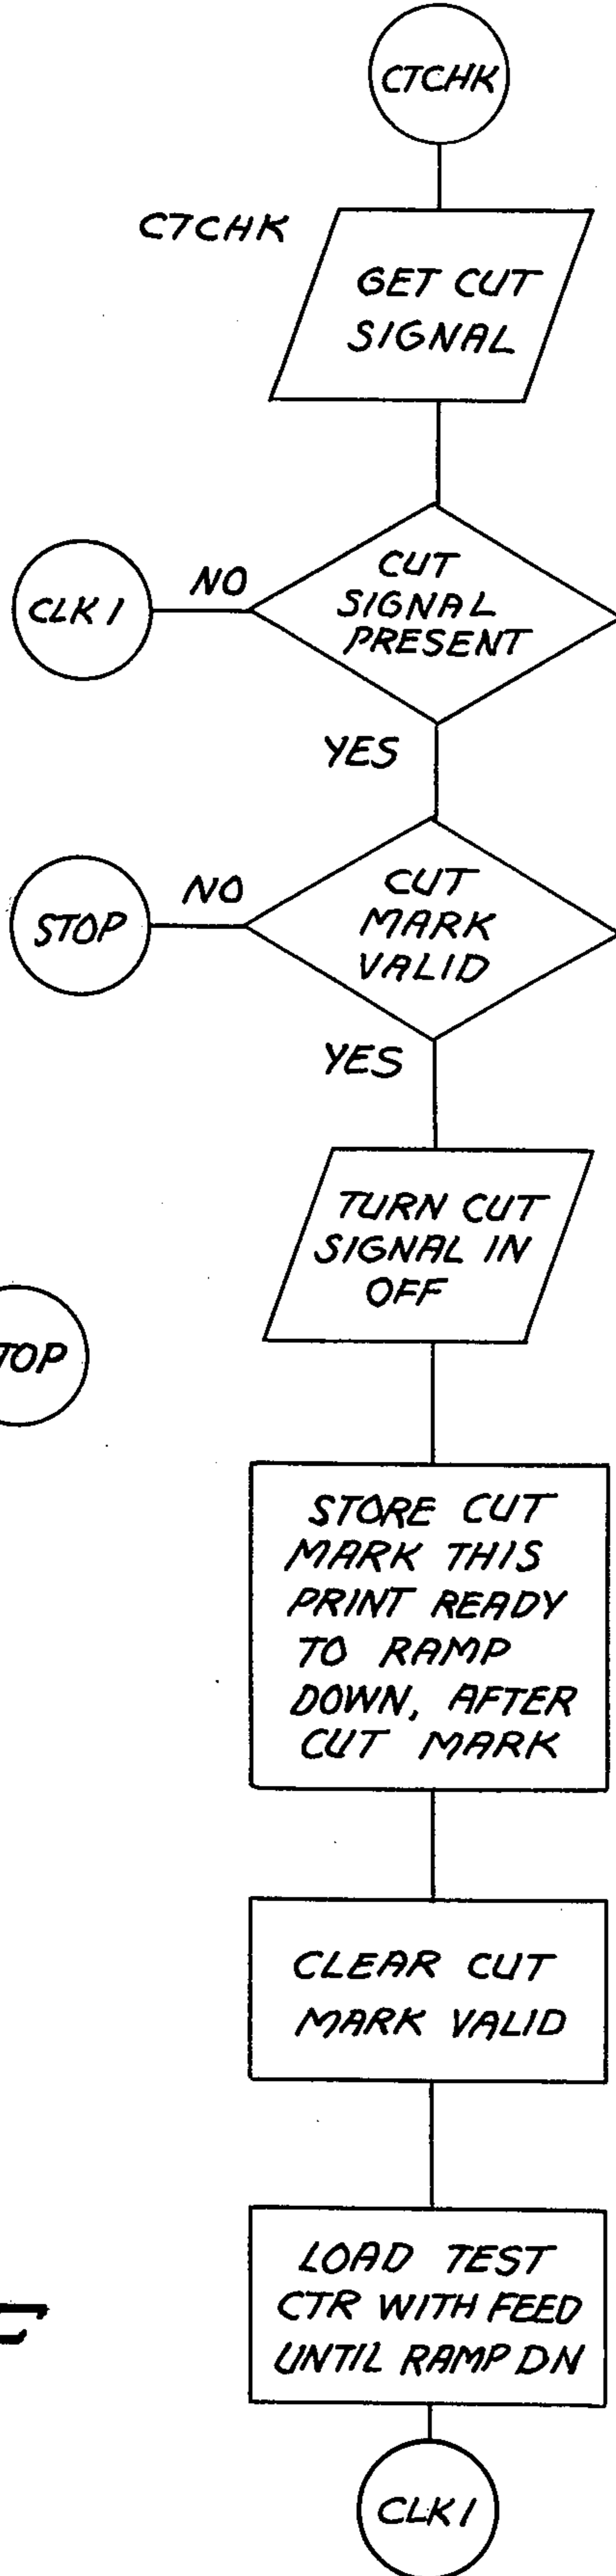 CTCHK
CTCHK
GET CUT
SIGNAL
CUT
SIGNAL
PRESENT
NO
CLK1
YES
CUT
MARK
VALID
NO
STOP
YES
TURN CUT
SIGNAL IN
OFF
TOP
STORE CUT
MARK THIS
PRINT READY
TO RAMP
DOWN, AFTER
CUT MARK
CLEAR CUT
MARK VALID
LOAD TEST
CTR WITH FEED
UNTIL RAMP DN
CLK1